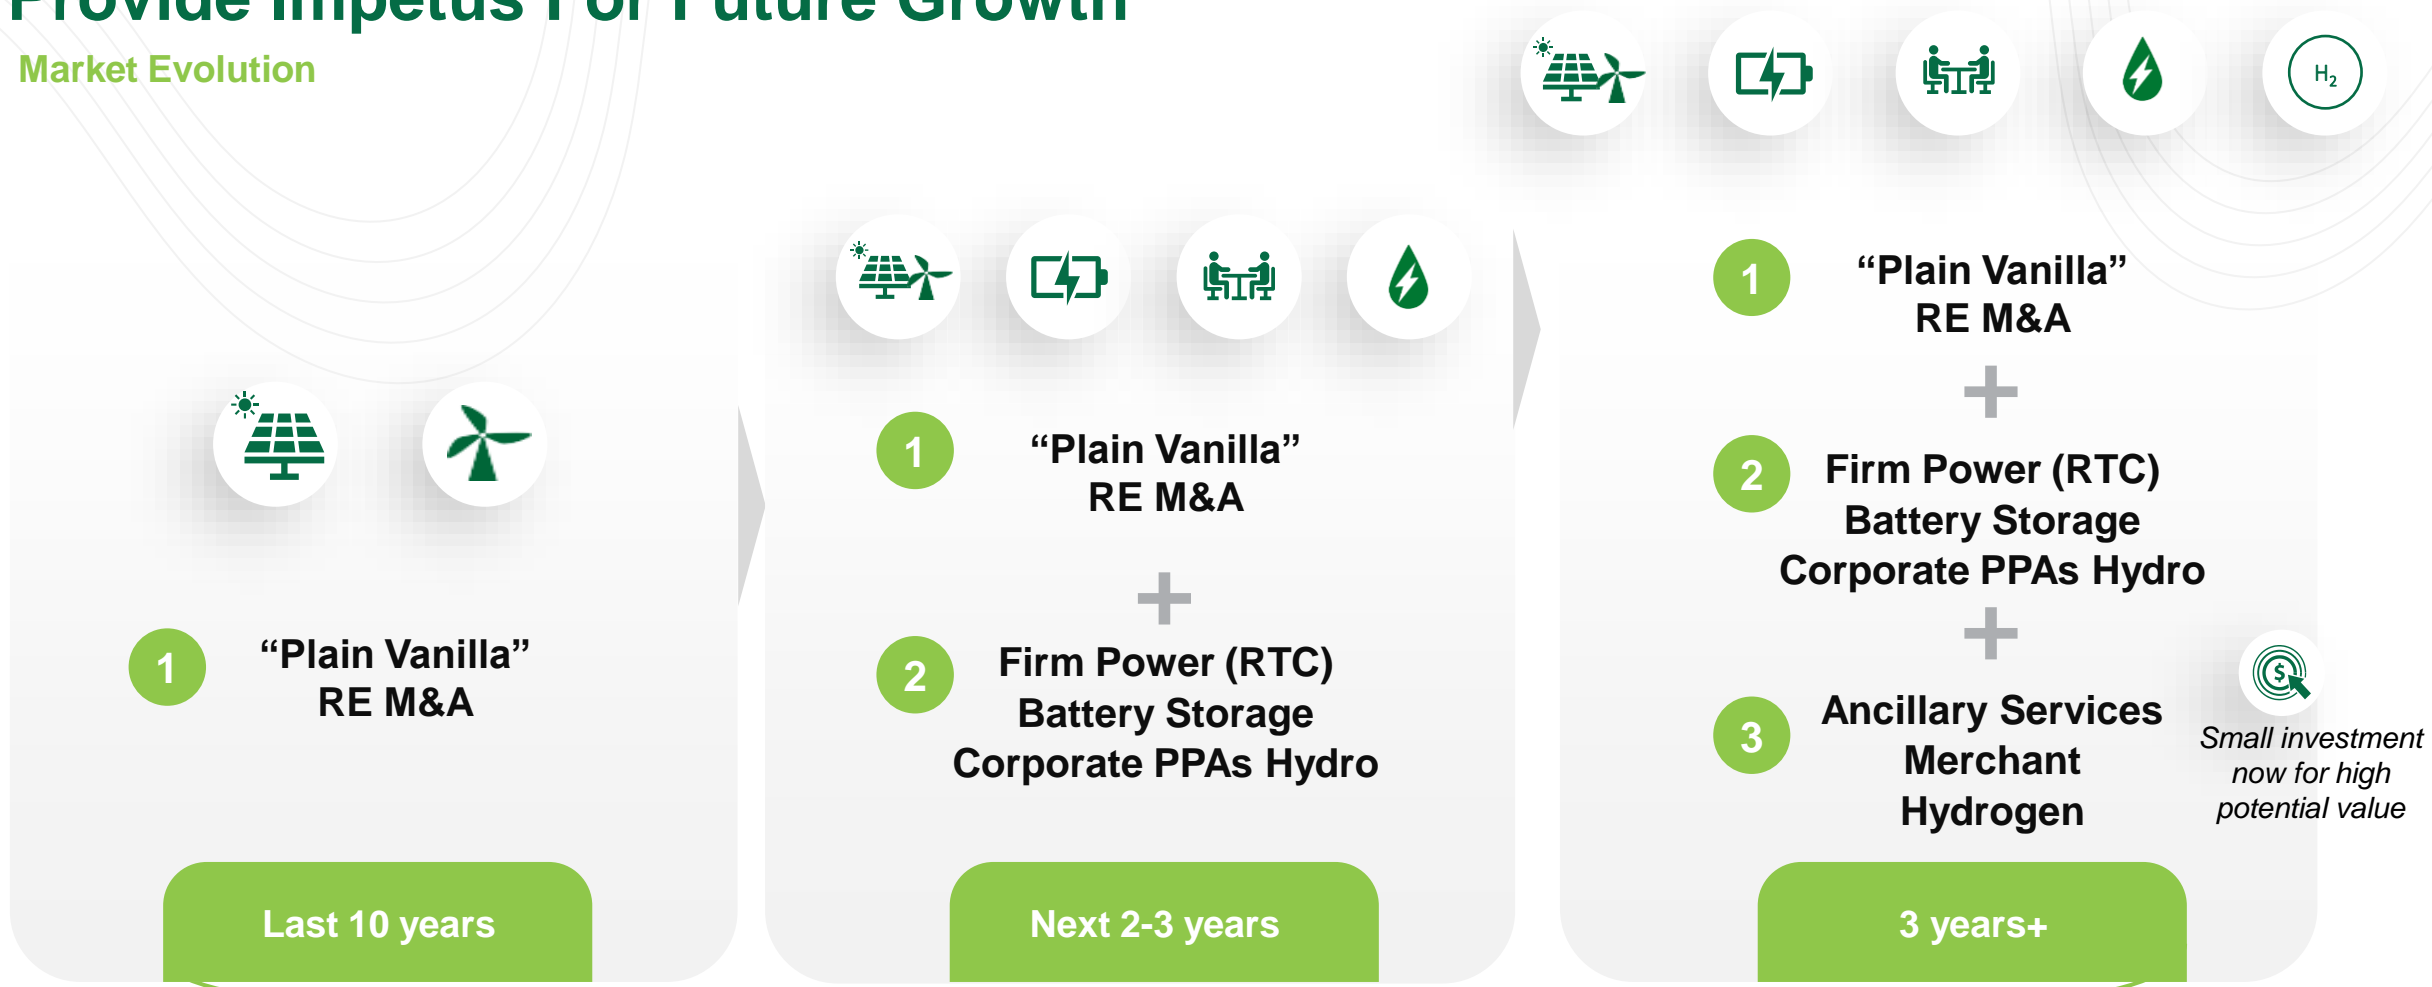 Provide Impetus For Future Growth
Market Evolution
H2
1
“Plain Vanilla”
RE M&A
Last 10 years
1
“Plain Vanilla”
RE M&A
+
2
Firm Power (RTC)
Battery Storage
Corporate PPAs Hydro
Next 2-3 years
1
“Plain Vanilla”
RE M&A
+
2
Firm Power (RTC)
Battery Storage
Corporate PPAs Hydro
+
3
Ancillary Services
Merchant
Hydrogen
$
Small investment
now for high
potential value
3 years+